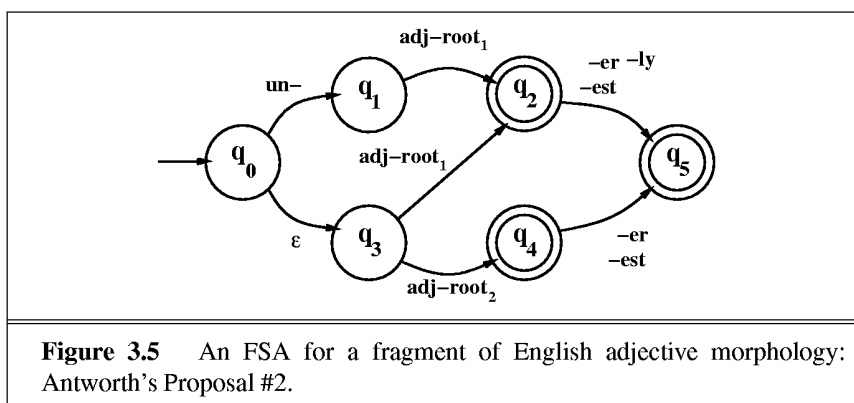 adj-root₁
un-
q₁
q₂
-er -ly
-est
q₀
adj-root₁
q₅
ε
q₃
q₄
-er
-est
adj-root₂
Figure 3.5 An FSA for a fragment of English adjective morphology:
Antworth's Proposal #2.